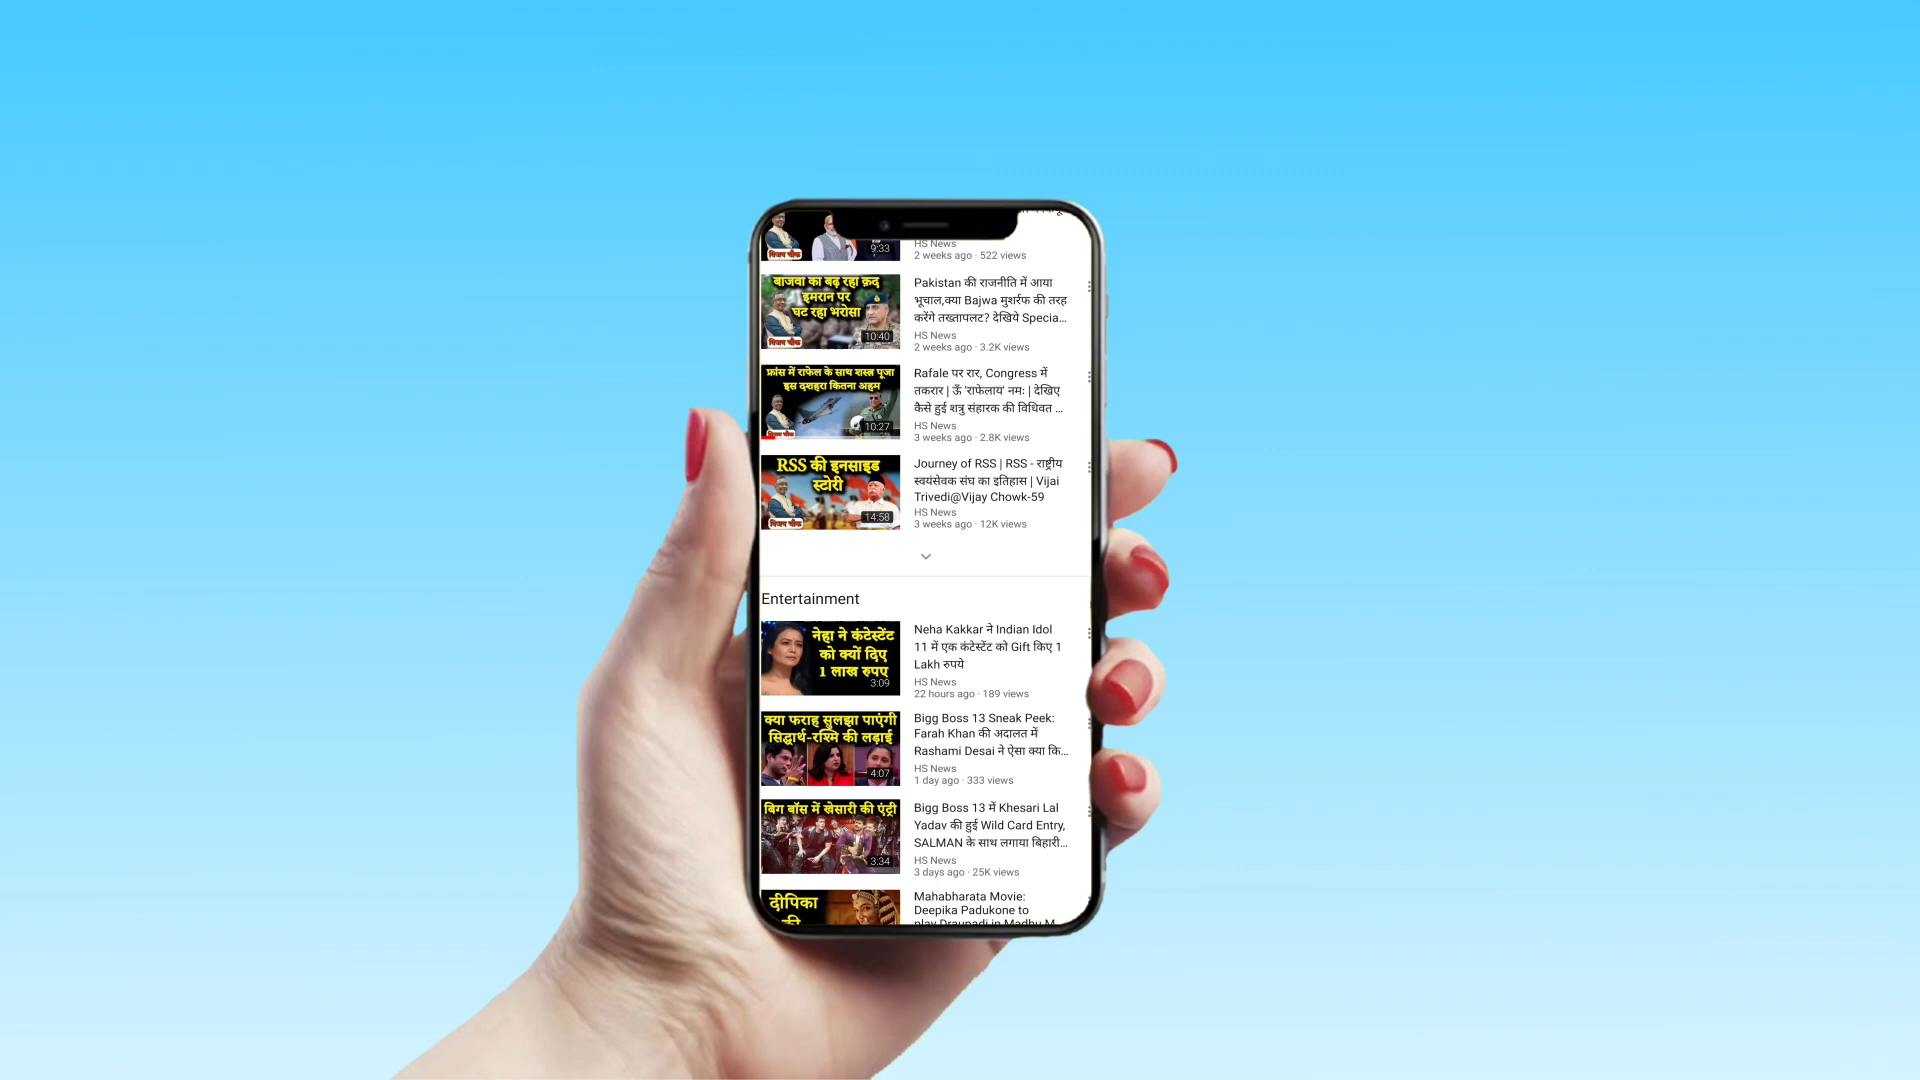 9:33
विजय चौक
HS News
2 weeks ago · 522 views
बाजवा का बढ़ रहा क़द
इमरान पर
घट रहा भरोसा
10:40
विजय चौक
Pakistan की राजनीति में आया
भूचाल,क्या Bajwa मुशर्रफ की तरह
करेंगे तख्तापलट? देखिये Specia...
HS News
2 weeks ago · 3.2K views
फ्रांस में राफेल के साथ शस्त्र पूजा
इस दशहरा कितना अहम
10:27
विजय चौक
Rafale पर रार, Congress में
तकरार | ऊँ 'राफेलाय' नमः | देखिए
कैसे हुई शत्रु संहारक की विधिवत ...
HS News
3 weeks ago · 2.8K views
RSS की इनसाइड
स्टोरी
14:58
विजय चौक
Journey of RSS | RSS - राष्ट्रीय
स्वयंसेवक संघ का इतिहास | Vijai
Trivedi@Vijay Chowk-59
HS News
3 weeks ago · 12K views
Entertainment
नेहा ने कंटेस्टेंट
को क्यों दिए
1 लाख रुपए
3:09
Neha Kakkar ने Indian Idol
11 में एक कंटेस्टेंट को Gift किए 1
Lakh रुपये
HS News
22 hours ago · 189 views
क्या फराह सुलझा पाएंगी
सिद्धार्थ-रश्मि की लड़ाई
4:07
Bigg Boss 13 Sneak Peek:
Farah Khan की अदालत में
Rashami Desai ने ऐसा क्या कि...
HS News
1 day ago · 333 views
बिग बॉस में खेसारी की एंट्री
3:34
Bigg Boss 13 में Khesari Lal
Yadav की हुई Wild Card Entry,
SALMAN के साथ लगाया बिहारी...
HS News
3 days ago · 25K views
दीपिका
की
Mahabharata Movie:
Deepika Padukone to
play Draupadi in Madhu M